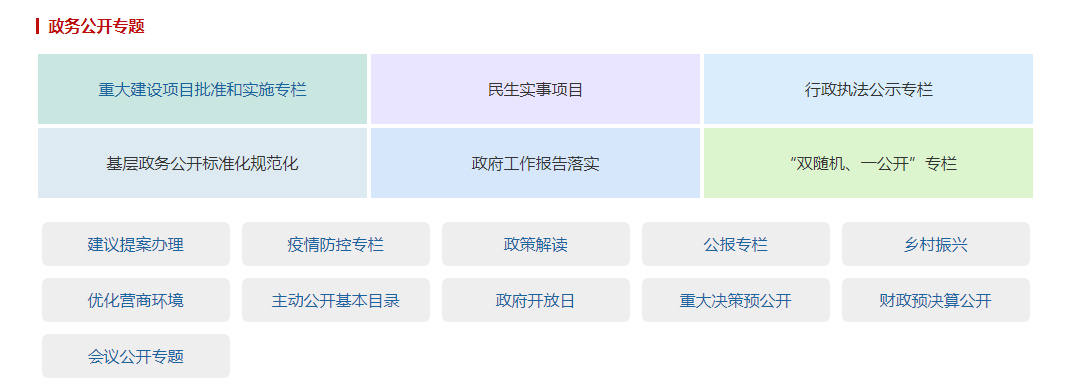 政务公开专题
重大建设项目批准和实施专栏
民生实事项目
行政执法公示专栏
基层政务公开标准化规范化
政府工作报告落实
“双随机、一公开”专栏
建议提案办理
疫情防控专栏
政策解读
公报专栏
乡村振兴
优化营商环境
主动公开基本目录
政府开放日
重大决策预公开
财政预决算公开
会议公开专题